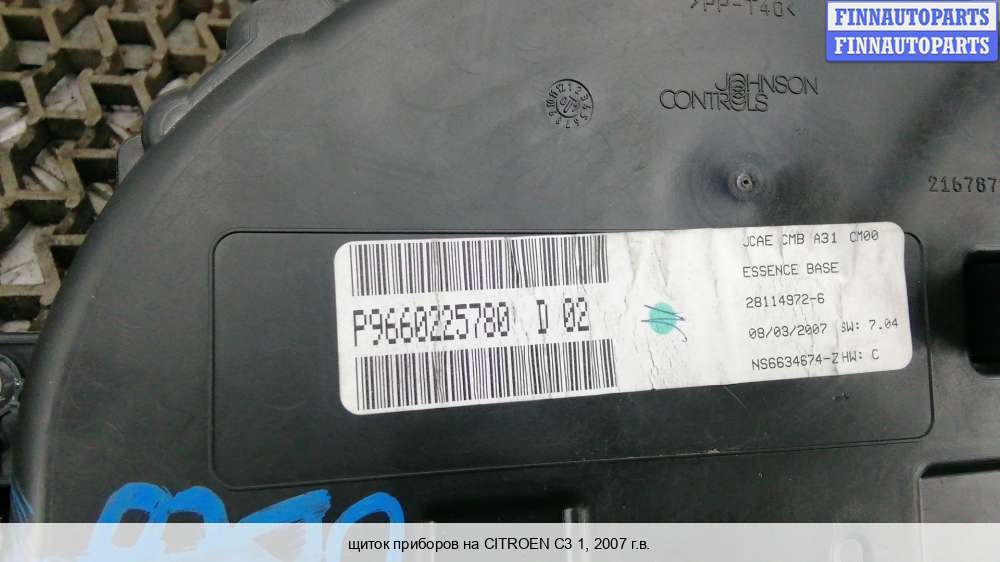 >PP-T40<
FINNAUTOPARTS
FINNAUTOPARTS
JOHNSON
CONTROLS
216787
JCAE CMB A31 CM00
ESSENCE BASE
28114972-6
08/03/2007 SW: 7.04
NS6634674-Z HW: C
P9660225780 D 02
щиток приборов на CITROEN C3 1, 2007 г.в.